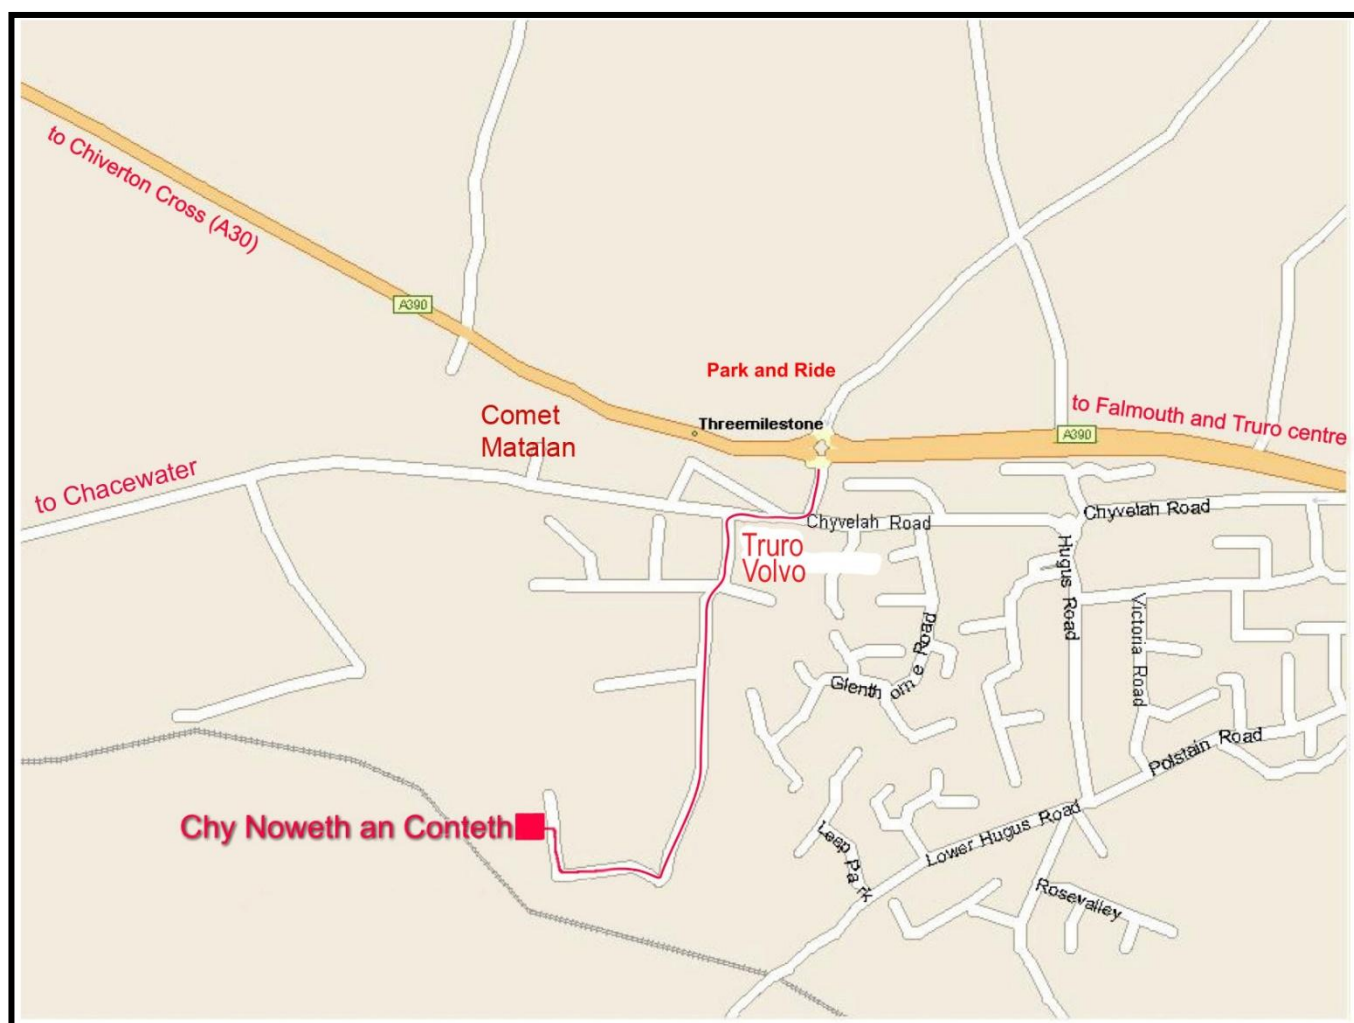 to Chiverton Cross (A30)
A390
Park and Ride
Comet
Matalan
Threemilestone
to Falmouth and Truro centre
A390
to Chacewater
Chyvelah Road
Chyvelah Road
Truro
Volvo
Hugus Road
Victoria Road
Glenthorne Road
Polstain Road
Chy Noweth an Conteth
Leap Park
Lower Hugus Road
Rosevalley